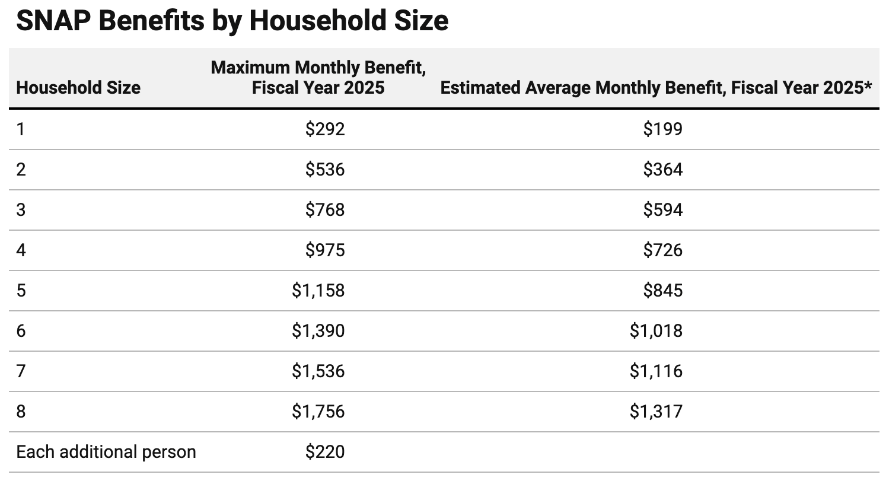 SNAP Benefits by Household Size
Household Size Maximum Monthly Benefit, Fiscal Year 2025 Estimated Average Monthly Benefit, Fiscal Year 2025*
1 $292 $199
2 $536 $364
3 $768 $594
4 $975 $726
5 $1,158 $845
6 $1,390 $1,018
7 $1,536 $1,116
8 $1,756 $1,317
Each additional person $220